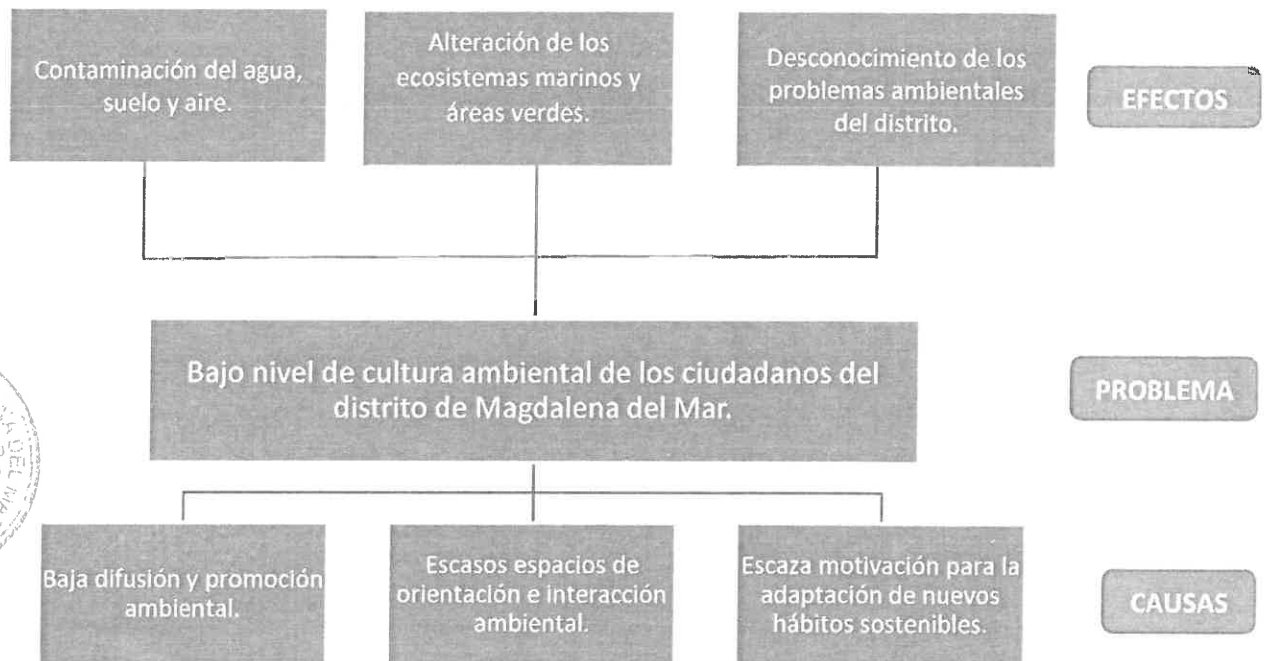 Contaminación del agua,
suelo y aire.
Alteración de los
ecosistemas marinos y
áreas verdes.
Desconocimiento de los
problemas ambientales
del distrito.
EFECTOS
Bajo nivel de cultura ambiental de los ciudadanos del
distrito de Magdalena del Mar.
PROBLEMA
Baja difusión y promoción
ambiental.
Escasos espacios de
orientación e interacción
ambiental.
Escaza motivación para la
adaptación de nuevos
hábitos sostenibles.
CAUSAS
DEL